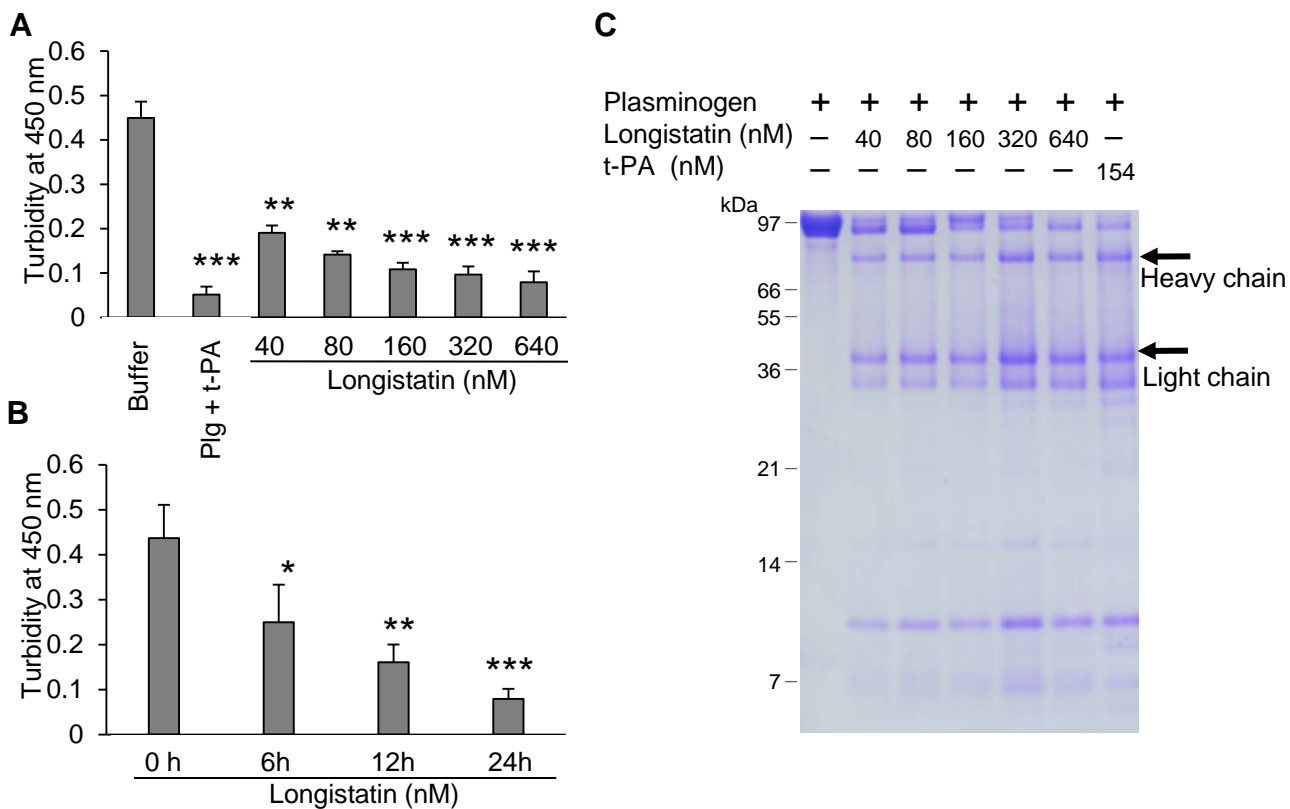 A
0.6
0.5
0.4
0.3
0.2
0.1
0
Turbidity at 450 nm
***
**
**
***
***
***
Buffer
Plg + t-PA
40 80 160 320 640
Longistatin (nM)
B
0.6
0.5
0.4
0.3
0.2
0.1
0
Turbidity at 450 nm
*
**
***
0 h 6h 12h 24h
Longistatin (nM)
C
Plasminogen + + + + + + +
Longistatin (nM) – 40 80 160 320 640 –
t-PA (nM) – – – – – – 154
kDa
97
Heavy chain
66
55
36
Light chain
21
14
7